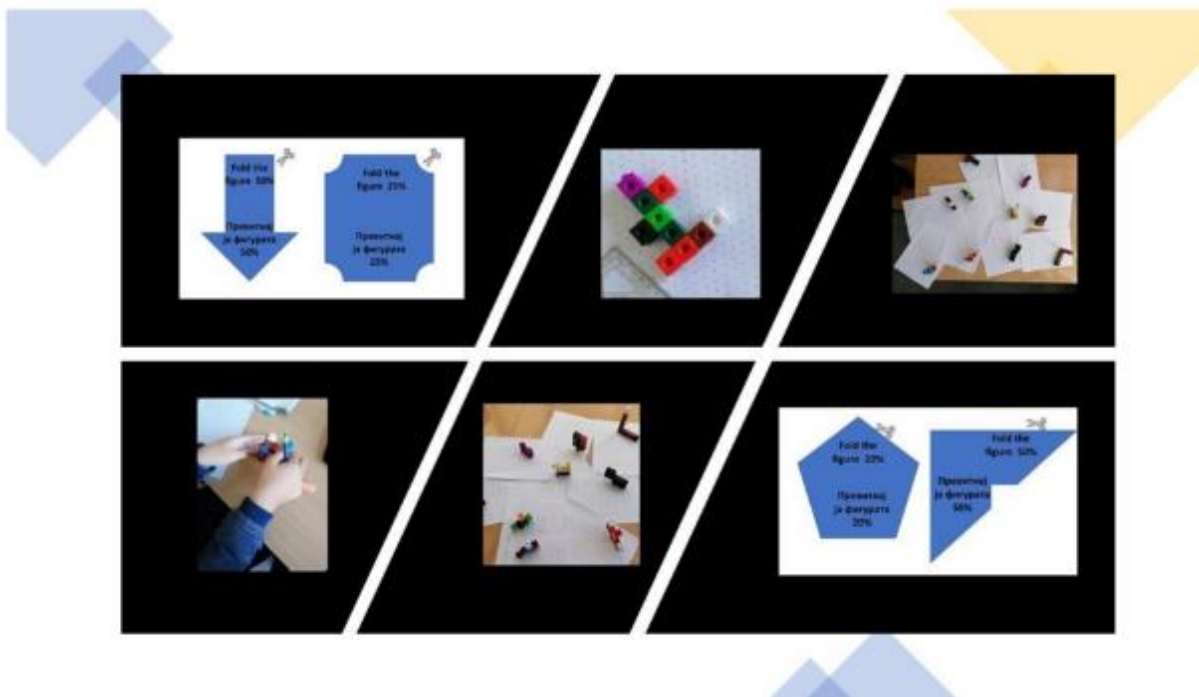 Fold the
figure 50%
Превиткај
ја фигурата
50%
Fold the
figure 25%
Превиткај
ја фигурата
25%
Fold the
figure 20%
Превиткај
ја фигурата
20%
Fold the
figure 50%
Превиткај
ја фигурата
50%